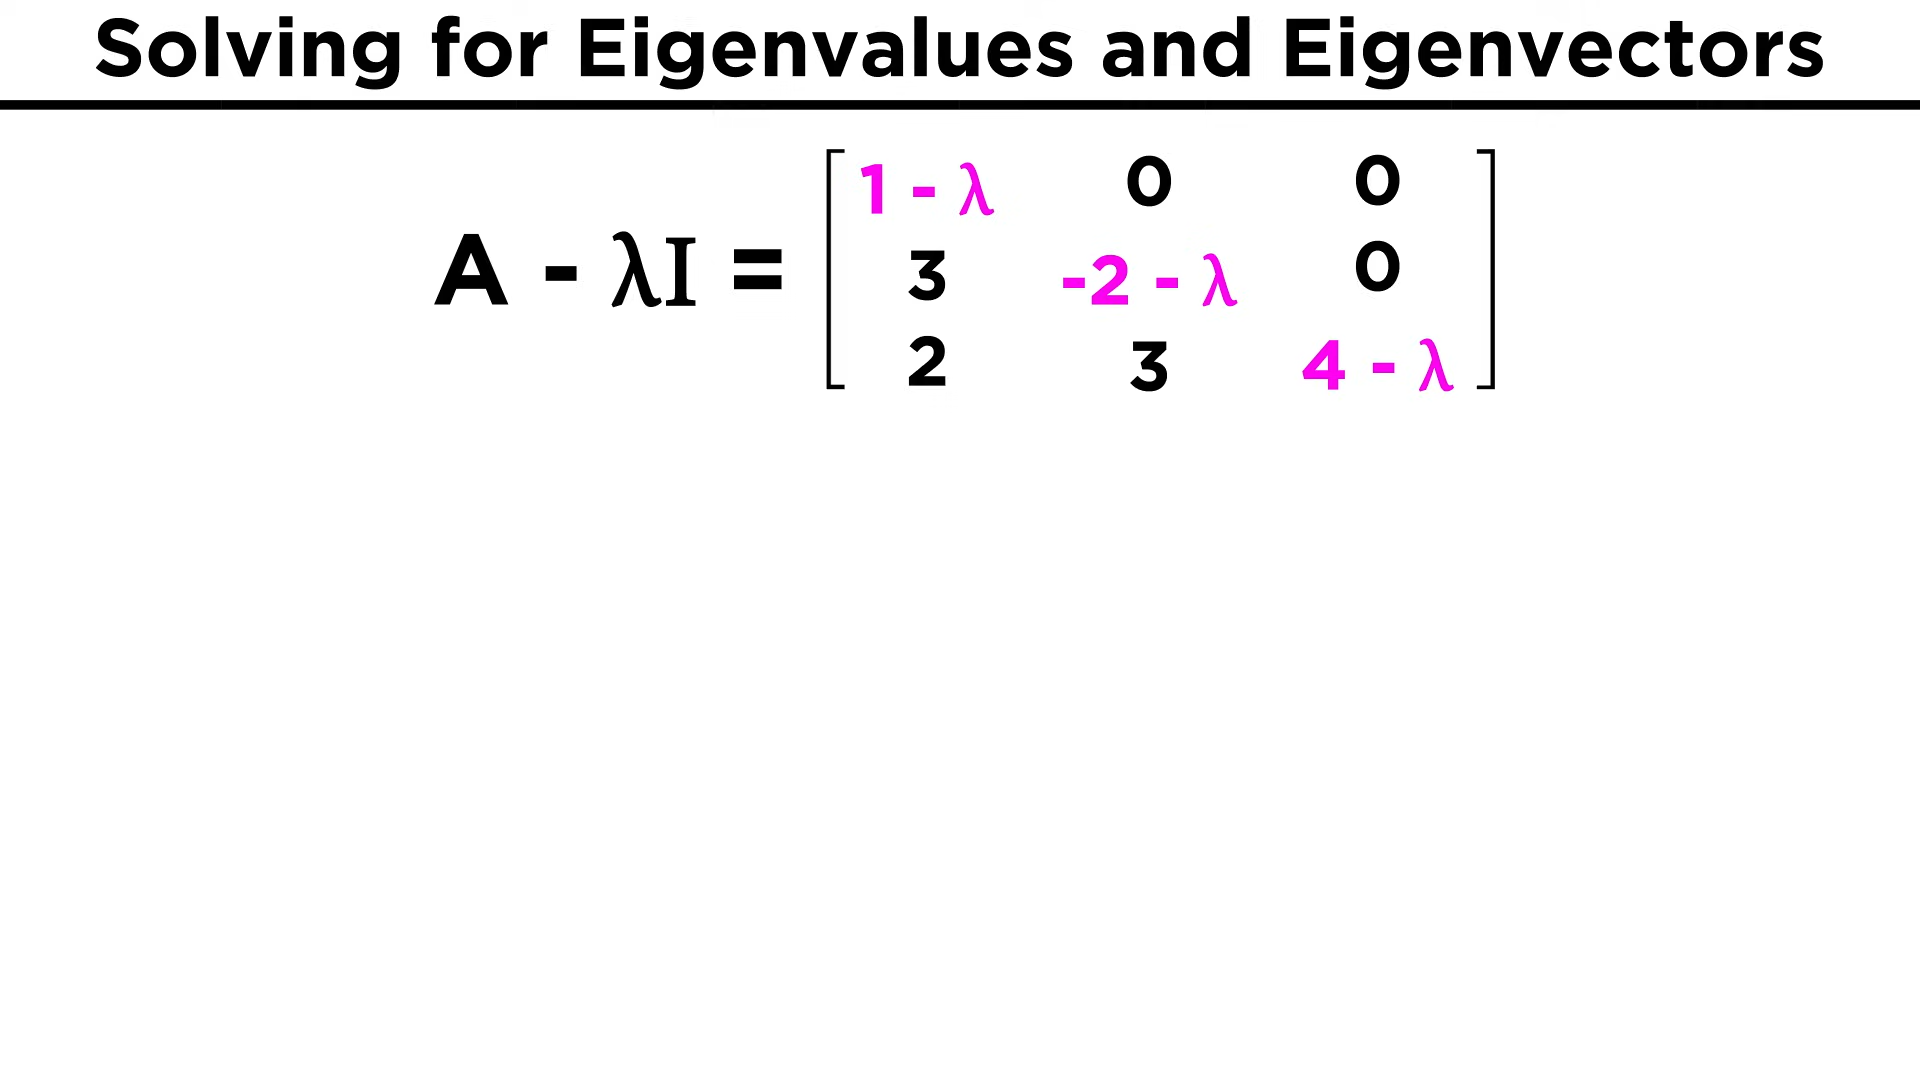 Solving for Eigenvalues and Eigenvectors
1 - λ 0 0
A - λI = 3 -2 - λ 0
2 3 4 - λ